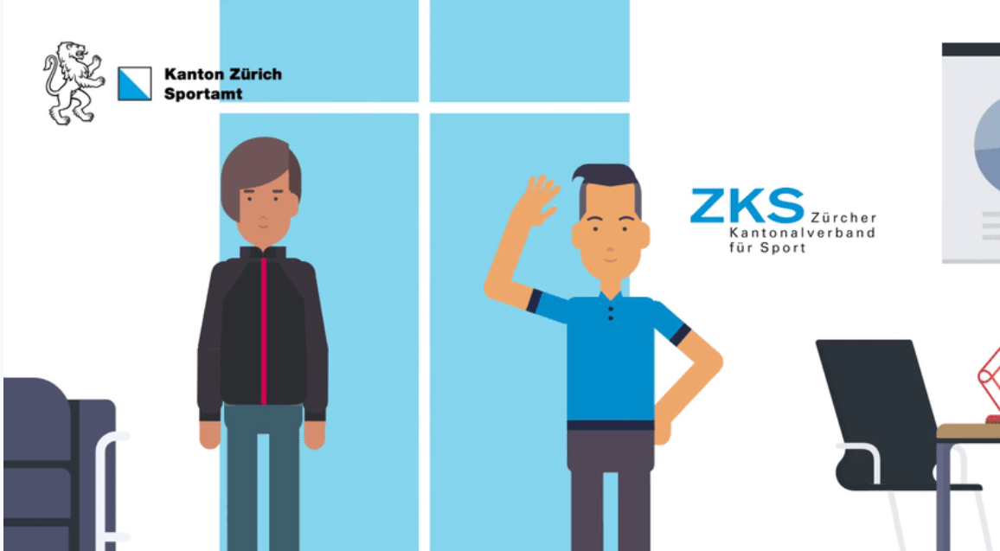 Kanton Zürich
Sportamt
ZKS Zürcher
Kantonalverband
für Sport